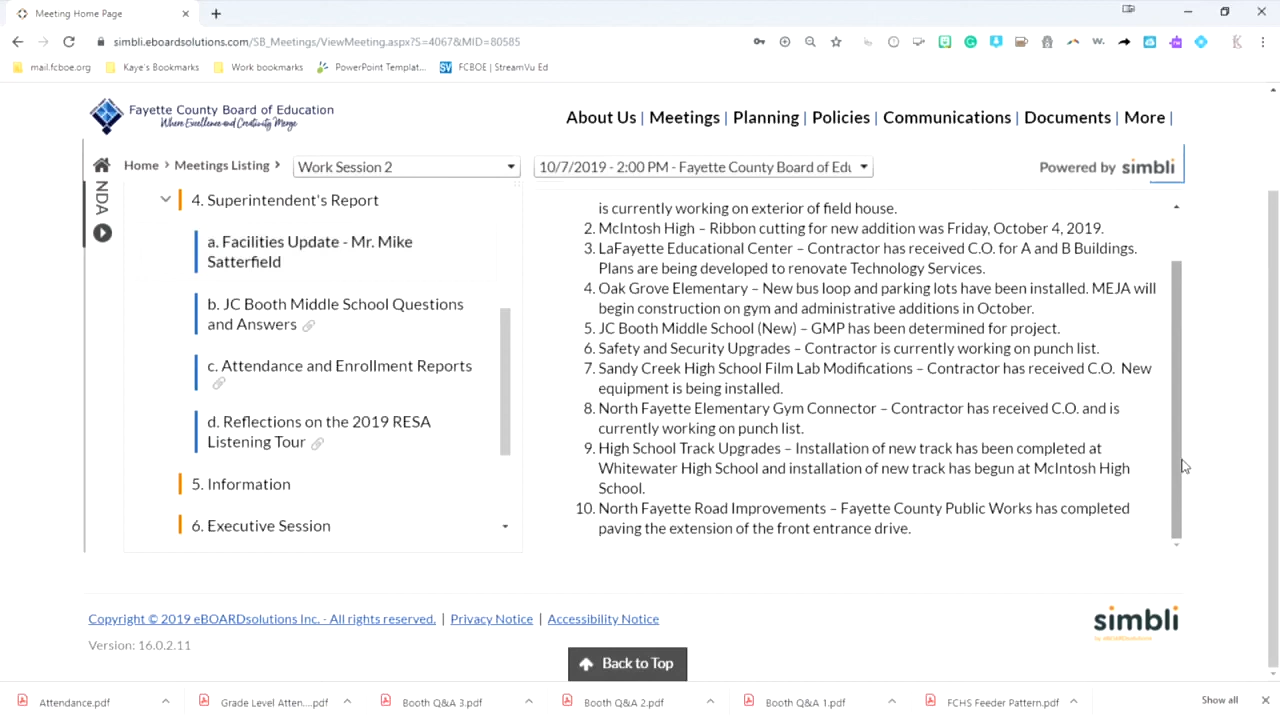 Meeting Home Page
simbli.eboardsolutions.com/SB_Meetings/ViewMeeting.aspx?S=4067&MID=80585
mail.fcboe.org
Kaye's Bookmarks
Work bookmarks
PowerPoint Templat...
SV
FCBOE | StreamVu Ed
Fayette County Board of Education
Where Excellence and Creativity Merge
About Us | Meetings | Planning | Policies | Communications | Documents | More |
Home > Meetings Listing >
Work Session 2
10/7/2019 - 2:00 PM - Fayette County Board of Edu
Powered by simbli
NDA
4. Superintendent's Report
a. Facilities Update - Mr. Mike
Satterfield
b. JC Booth Middle School Questions
and Answers
c. Attendance and Enrollment Reports
d. Reflections on the 2019 RESA
Listening Tour
5. Information
6. Executive Session
is currently working on exterior of field house.
2. McIntosh High – Ribbon cutting for new addition was Friday, October 4, 2019.
3. LaFayette Educational Center – Contractor has received C.O. for A and B Buildings.
Plans are being developed to renovate Technology Services.
4. Oak Grove Elementary – New bus loop and parking lots have been installed. MEJA will
begin construction on gym and administrative additions in October.
5. JC Booth Middle School (New) – GMP has been determined for project.
6. Safety and Security Upgrades – Contractor is currently working on punch list.
7. Sandy Creek High School Film Lab Modifications – Contractor has received C.O. New
equipment is being installed.
8. North Fayette Elementary Gym Connector – Contractor has received C.O. and is
currently working on punch list.
9. High School Track Upgrades – Installation of new track has been completed at
Whitewater High School and installation of new track has begun at McIntosh High
School.
10. North Fayette Road Improvements – Fayette County Public Works has completed
paving the extension of the front entrance drive.
Copyright © 2019 eBOARDsolutions Inc. - All rights reserved. | Privacy Notice | Accessibility Notice
Version: 16.0.2.11
simbli
by eBOARDsolutions
Back to Top
Attendance.pdf
Grade Level Atten....pdf
Booth Q&A 3.pdf
Booth Q&A 2.pdf
Booth Q&A 1.pdf
FCHS Feeder Pattern.pdf
Show all